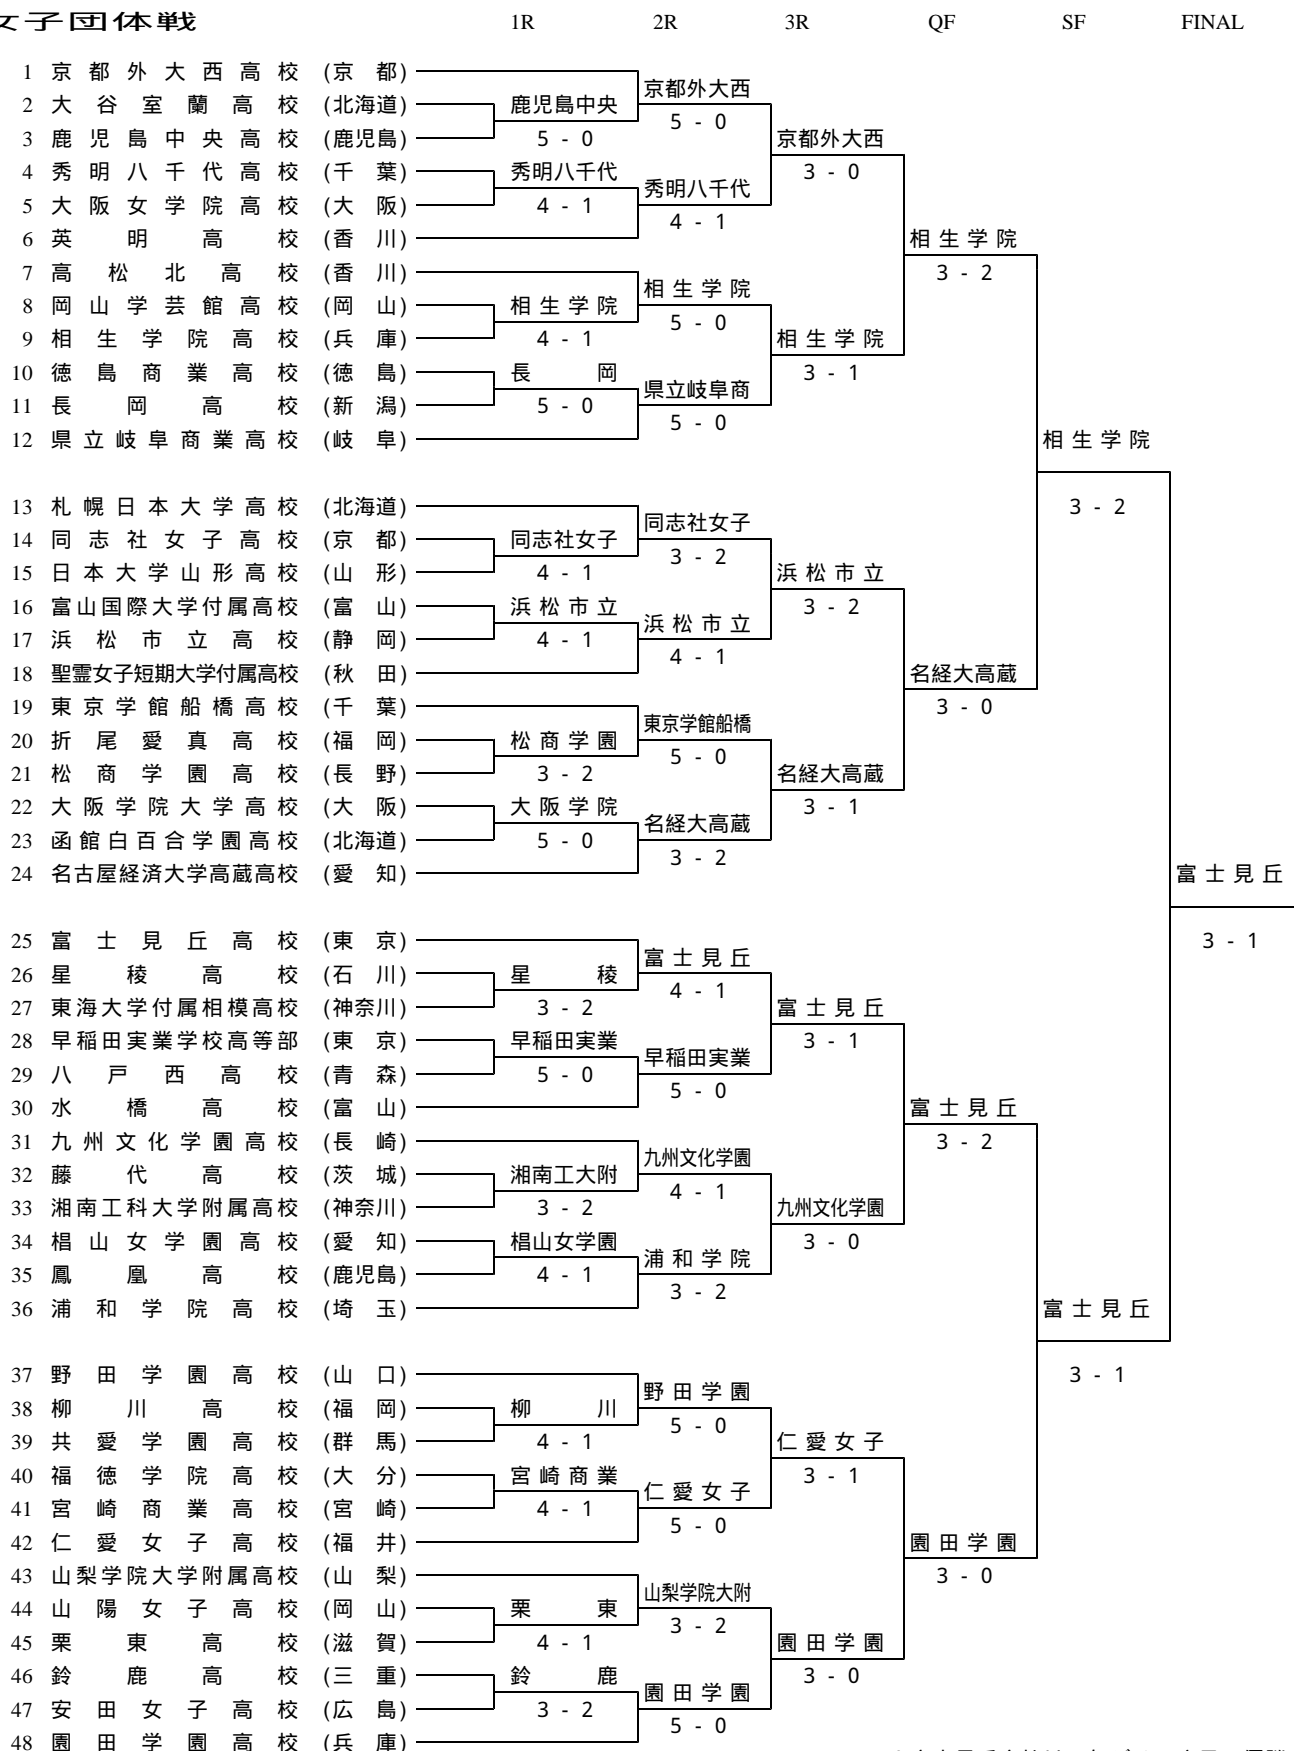 女子団体戦 1R 2R 3R QF SF FINAL
1 京都外大西高校 (京都)
京都外大西
2 大谷室蘭高校 (北海道) 鹿児島中央
5 - 0
3 鹿児島中央高校 (鹿児島) 5 - 0 京都外大西
4 秀明八千代高校 (千葉) 秀明八千代 3 - 0
秀明八千代
5 大阪女学院高校 (大阪) 4 - 1
4 - 1
6 英明高校 (香川) 相生学院
7 高松北高校 (香川) 3 - 2
相生学院
8 岡山学芸館高校 (岡山) 相生学院
5 - 0
9 相生学院高校 (兵庫) 4 - 1 相生学院
10 徳島商業高校 (徳島) 長岡 3 - 1
県立岐阜商
11 長岡高校 (新潟) 5 - 0
5 - 0
12 県立岐阜商業高校 (岐阜) 相生学院
13 札幌日本大学高校 (北海道) 3 - 2
同志社女子
14 同志社女子高校 (京都) 同志社女子
3 - 2
15 日本大学山形高校 (山形) 4 - 1 浜松市立
16 富山国際大学付属高校 (富山) 浜松市立 3 - 2
浜松市立
17 浜松市立高校 (静岡) 4 - 1
4 - 1
18 聖霊女子短期大学付属高校 (秋田) 名経大高蔵
19 東京学館船橋高校 (千葉) 3 - 0
東京学館船橋
20 折尾愛真高校 (福岡) 松商学園
5 - 0
21 松商学園高校 (長野) 3 - 2 名経大高蔵
22 大阪学院大学高校 (大阪) 大阪学院 3 - 1
名経大高蔵
23 函館白百合学園高校 (北海道) 5 - 0
3 - 2
24 名古屋経済大学高蔵高校 (愛知) 富士見丘
25 富士見丘高校 (東京) 3 - 1
富士見丘
26 星稜高校 (石川) 星稜
4 - 1
27 東海大学付属相模高校 (神奈川) 3 - 2 富士見丘
28 早稲田実業学校高等部 (東京) 早稲田実業 3 - 1
早稲田実業
29 八戸西高校 (青森) 5 - 0
5 - 0
30 水橋高校 (富山) 富士見丘
31 九州文化学園高校 (長崎) 3 - 2
九州文化学園
32 藤代高校 (茨城) 湘南工大附
4 - 1
33 湘南工科大学附属高校 (神奈川) 3 - 2 九州文化学園
34 椙山女学園高校 (愛知) 椙山女学園 3 - 0
浦和学院
35 鳳凰高校 (鹿児島) 4 - 1
3 - 2
36 浦和学院高校 (埼玉) 富士見丘
37 野田学園高校 (山口) 3 - 1
野田学園
38 柳川高校 (福岡) 柳川
5 - 0
39 共愛学園高校 (群馬) 4 - 1 仁愛女子
40 福徳学院高校 (大分) 宮崎商業 3 - 1
仁愛女子
41 宮崎商業高校 (宮崎) 4 - 1
5 - 0
42 仁愛女子高校 (福井) 園田学園
43 山梨学院大学附属高校 (山梨) 3 - 0
山梨学院大附
44 山陽女子高校 (岡山) 栗東
3 - 2
45 栗東高校 (滋賀) 4 - 1 園田学園
46 鈴鹿高校 (三重) 鈴鹿 3 - 0
園田学園
47 安田女子高校 (広島) 3 - 2
5 - 0
48 園田学園高校 (兵庫)